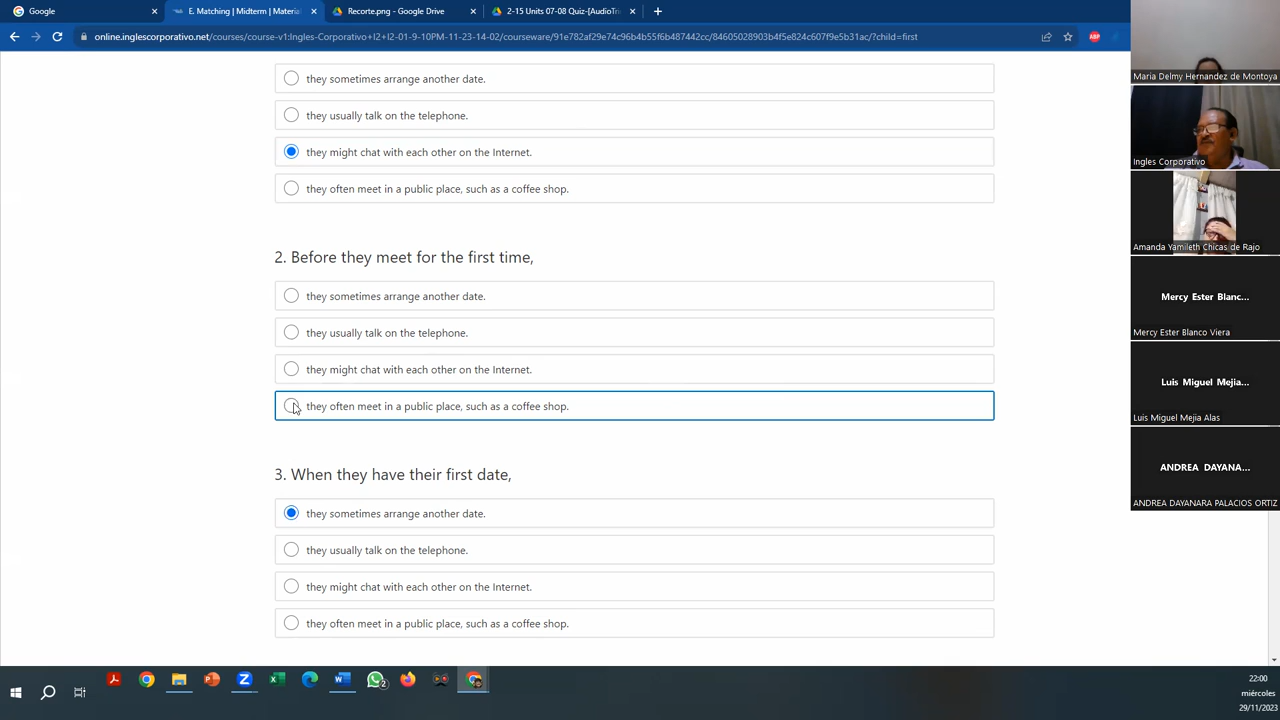 Google
E. Matching | Midterm | Materia
Recorte.png - Google Drive
2-15 Units 07-08 Quiz-[AudioTri
online.inglescorporativo.net/courses/course-v1:Ingles-Corporativo+I2+I2-01-9-10PM-11-23-14-02/courseware/91e782af29e74c96b4b55f6b487442cc/84605028903b4f5e824c607f9e5b31ac/?child=first
they sometimes arrange another date.
they usually talk on the telephone.
they might chat with each other on the Internet.
they often meet in a public place, such as a coffee shop.
2. Before they meet for the first time,
they sometimes arrange another date.
they usually talk on the telephone.
they might chat with each other on the Internet.
they often meet in a public place, such as a coffee shop.
3. When they have their first date,
they sometimes arrange another date.
they usually talk on the telephone.
they might chat with each other on the Internet.
they often meet in a public place, such as a coffee shop.
Maria Delmy Hernandez de Montoya
Ingles Corporativo
Amanda Yamileth Chicas de Rajo
Mercy Ester Blanc...
Mercy Ester Blanco Viera
Luis Miguel Mejia...
Luis Miguel Mejia Alas
ANDREA DAYANA...
ANDREA DAYANARA PALACIOS ORTIZ
22:00
miércoles
29/11/2023